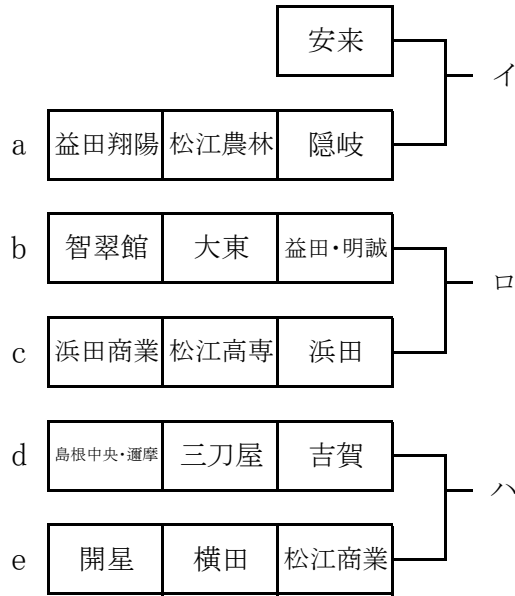 安来
イ
a 益田翔陽 松江農林 隠岐
b 智翠館 大東 益田・明誠
ロ
c 浜田商業 松江高専 浜田
d 島根中央・邇摩 三刀屋 吉賀
ハ
e 開星 横田 松江商業